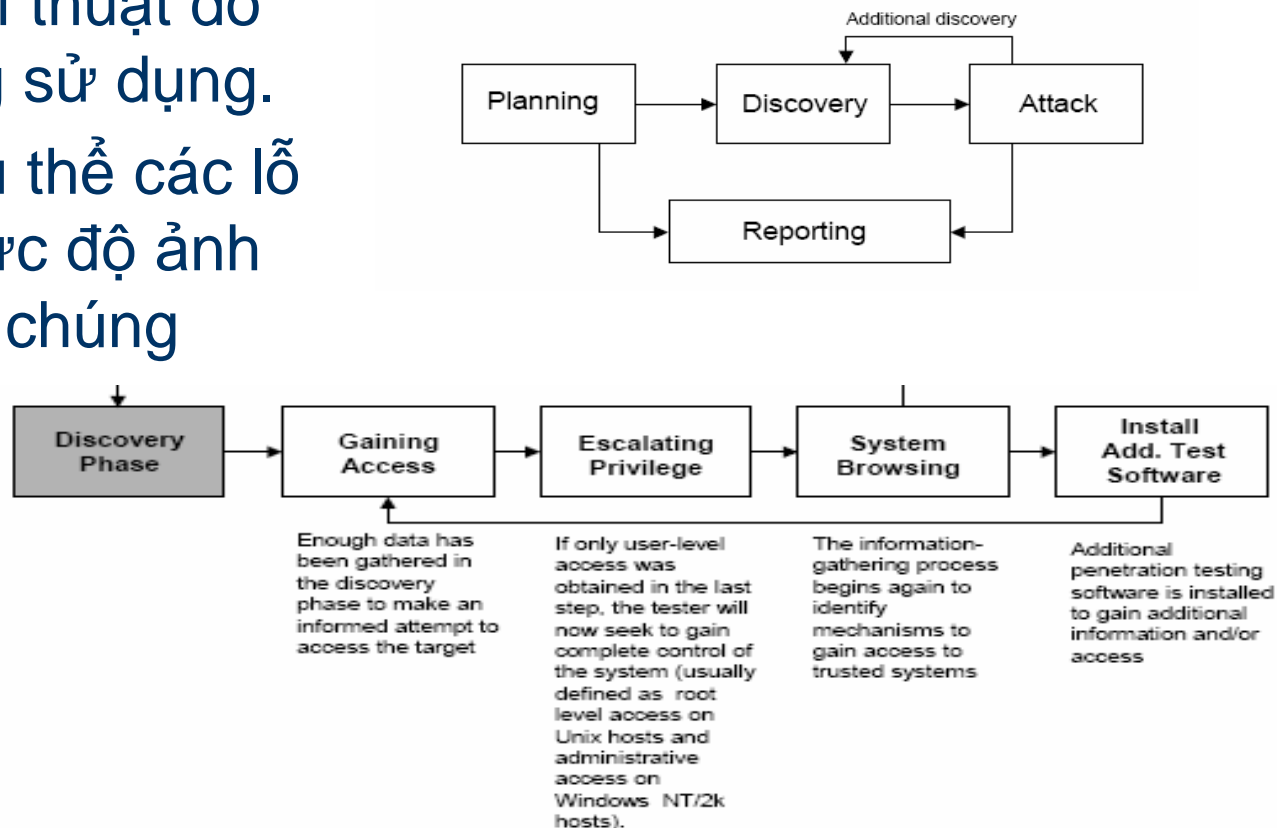 thuật do
sử dụng.
thể các lỗ
độ ảnh
chúng
Additional discovery
Planning
Discovery
Attack
Reporting
Discovery
Phase
Gaining
Access
Escalating
Privilege
System
Browsing
Install
Add. Test
Software
Enough data has
been gathered in
the discovery
phase to make an
informed attempt to
access the target
If only user-level
access was
obtained in the last
step, the tester will
now seek to gain
complete control of
the system (usually
defined as root
level access on
Unix hosts and
administrative
access on
Windows NT/2k
hosts).
The information-
gathering process
begins again to
identify
mechanisms to
gain access to
trusted systems
Additional
penetration testing
software is installed
to gain additional
information and/or
access